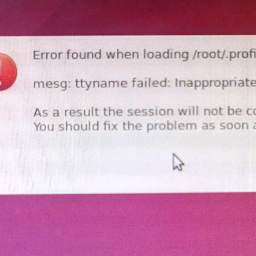 Error found when loading /root/.profi
mesg: ttyname failed: Inappropriate
As a result the session will not be co
You should fix the problem as soon a